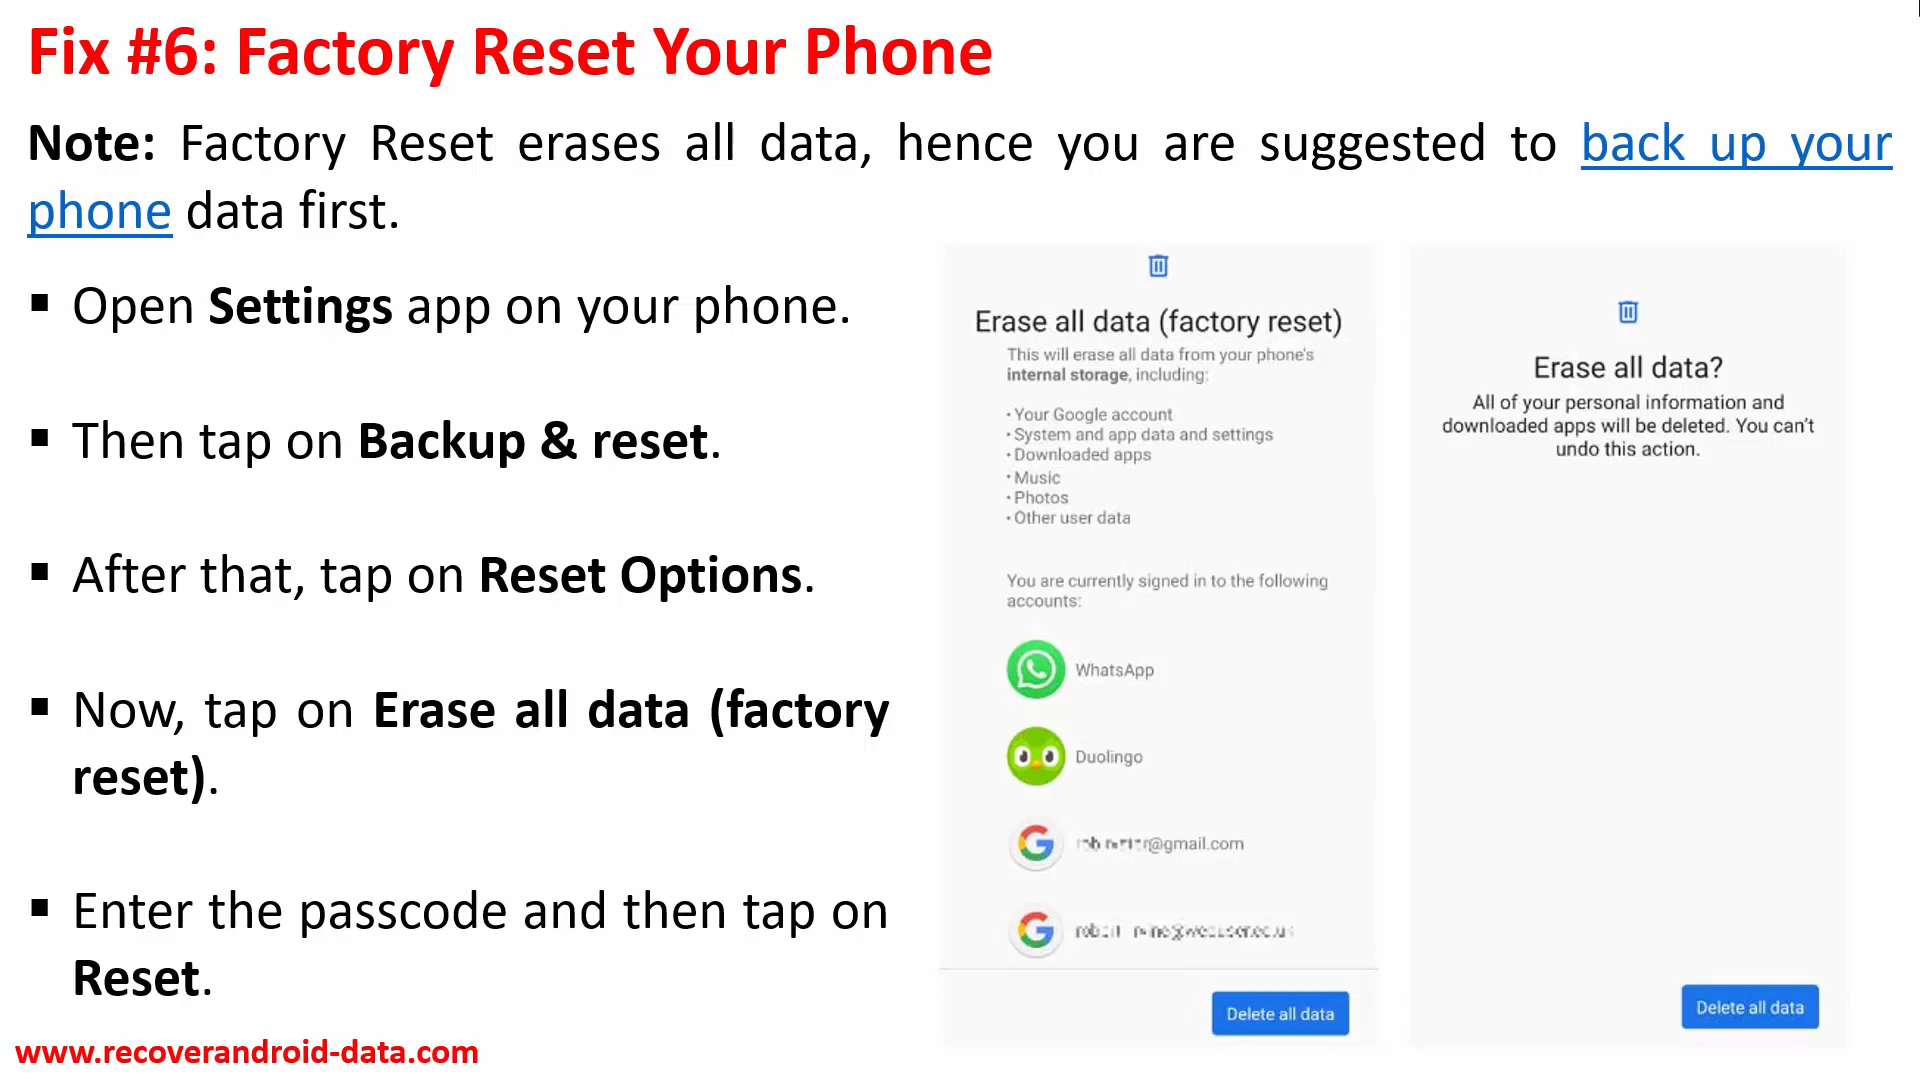 Fix #6: Factory Reset Your Phone
Note: Factory Reset erases all data, hence you are suggested to back up your
phone data first.
▪ Open Settings app on your phone.
▪ Then tap on Backup & reset.
▪ After that, tap on Reset Options.
▪ Now, tap on Erase all data (factory
reset).
▪ Enter the passcode and then tap on
Reset.
www.recoverandroid-data.com
Erase all data (factory reset)
This will erase all data from your phone's
internal storage, including:
• Your Google account
• System and app data and settings
• Downloaded apps
• Music
• Photos
• Other user data
You are currently signed in to the following
accounts:
WhatsApp
Duolingo
@gmail.com
Delete all data
Erase all data?
All of your personal information and
downloaded apps will be deleted. You can't
undo this action.
Delete all data